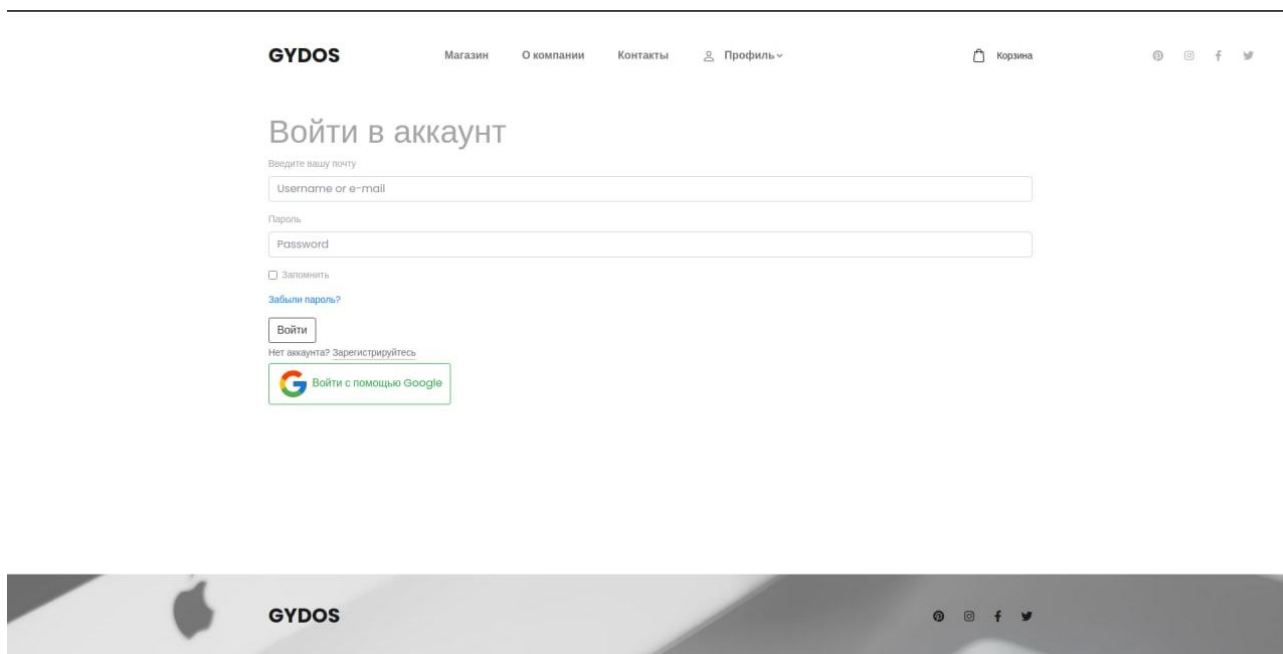 GYDOS Магазин О компании Контакты Профиль Корзина
Войти в аккаунт
Введите вашу почту
Username or e-mail
Пароль
Password
Запомнить
Забыли пароль?
Войти
Нет аккаунта? Зарегистрируйтесь
Войти с помощью Google
GYDOS